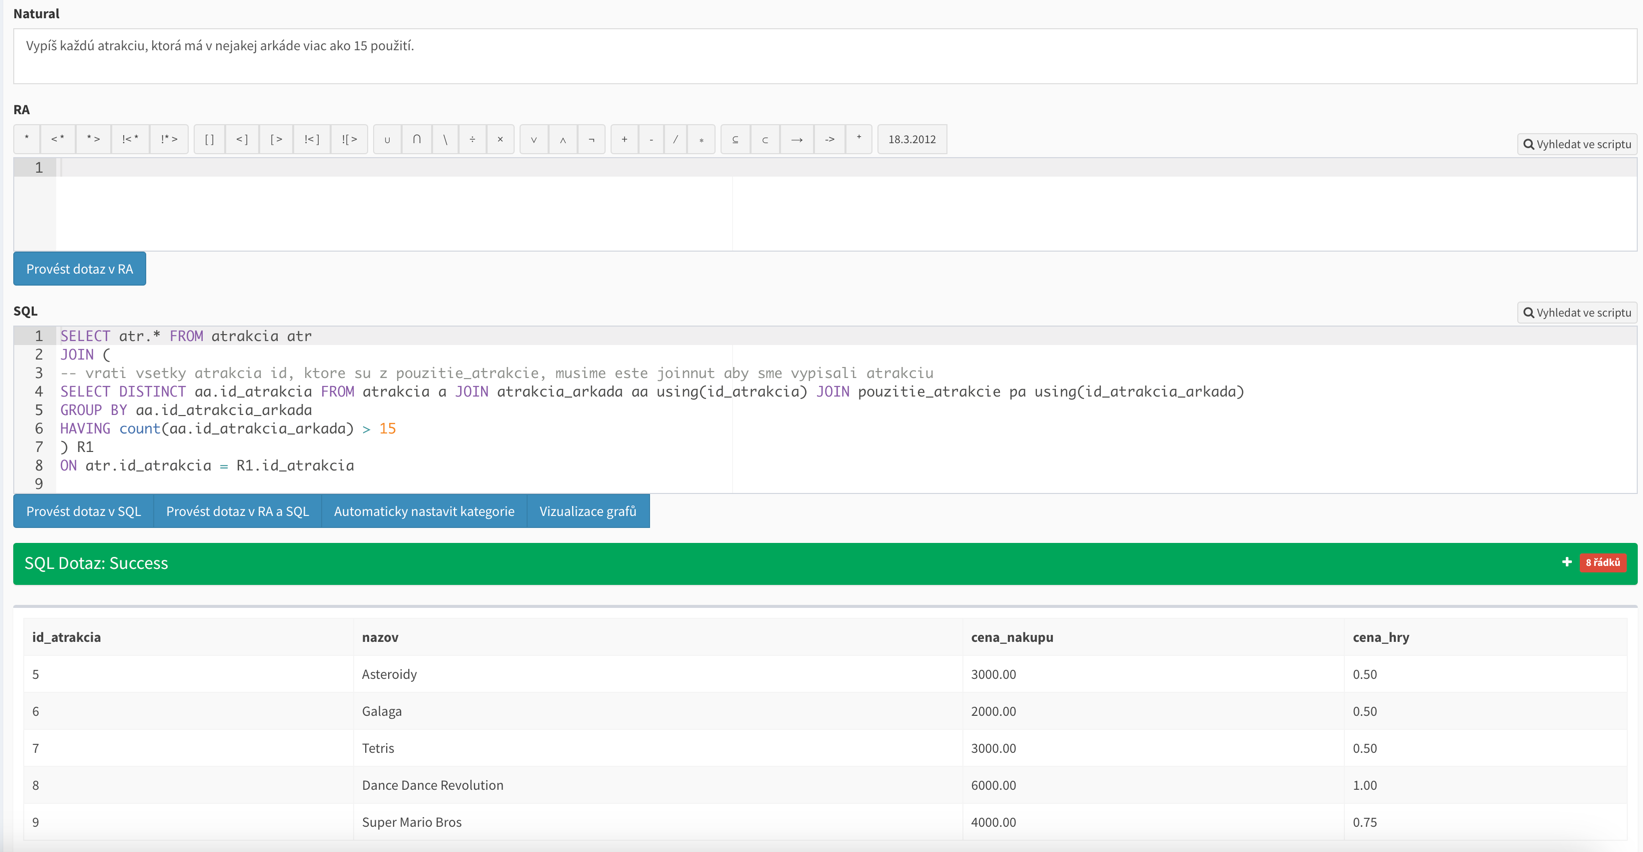 Natural
Vypíš každú atrakciu, ktorá má v nejakej arkáde viac ako 15 použití.
RA
* <* *> !<* !*> [ ] < ] [ > !< ] ![ > ∪ ∩ \ ÷ × ∨ ∧ ¬ + - / * ⊆ ⊂ → -> * 18.3.2012
Vyhledat ve scriptu
1
Provést dotaz v RA
SQL
Vyhledat ve scriptu
1 SELECT atr.* FROM atrakcia atr
2 JOIN (
3 -- vrati vsetky atrakcia id, ktore su z pouzitie_atrakcie, musime este joinnut aby sme vypisali atrakciu
4 SELECT DISTINCT aa.id_atrakcia FROM atrakcia a JOIN atrakcia_arkada aa using(id_atrakcia) JOIN pouzitie_atrakcie pa using(id_atrakcia_arkada)
5 GROUP BY aa.id_atrakcia_arkada
6 HAVING count(aa.id_atrakcia_arkada) > 15
7 ) R1
8 ON atr.id_atrakcia = R1.id_atrakcia
9
Provést dotaz v SQL Provést dotaz v RA a SQL Automaticky nastavit kategorie Vizualizace grafů
SQL Dotaz: Success + 8 řádků
id_atrakcia nazov cena_nakupu cena_hry
5 Asteroidy 3000.00 0.50
6 Galaga 2000.00 0.50
7 Tetris 3000.00 0.50
8 Dance Dance Revolution 6000.00 1.00
9 Super Mario Bros 4000.00 0.75